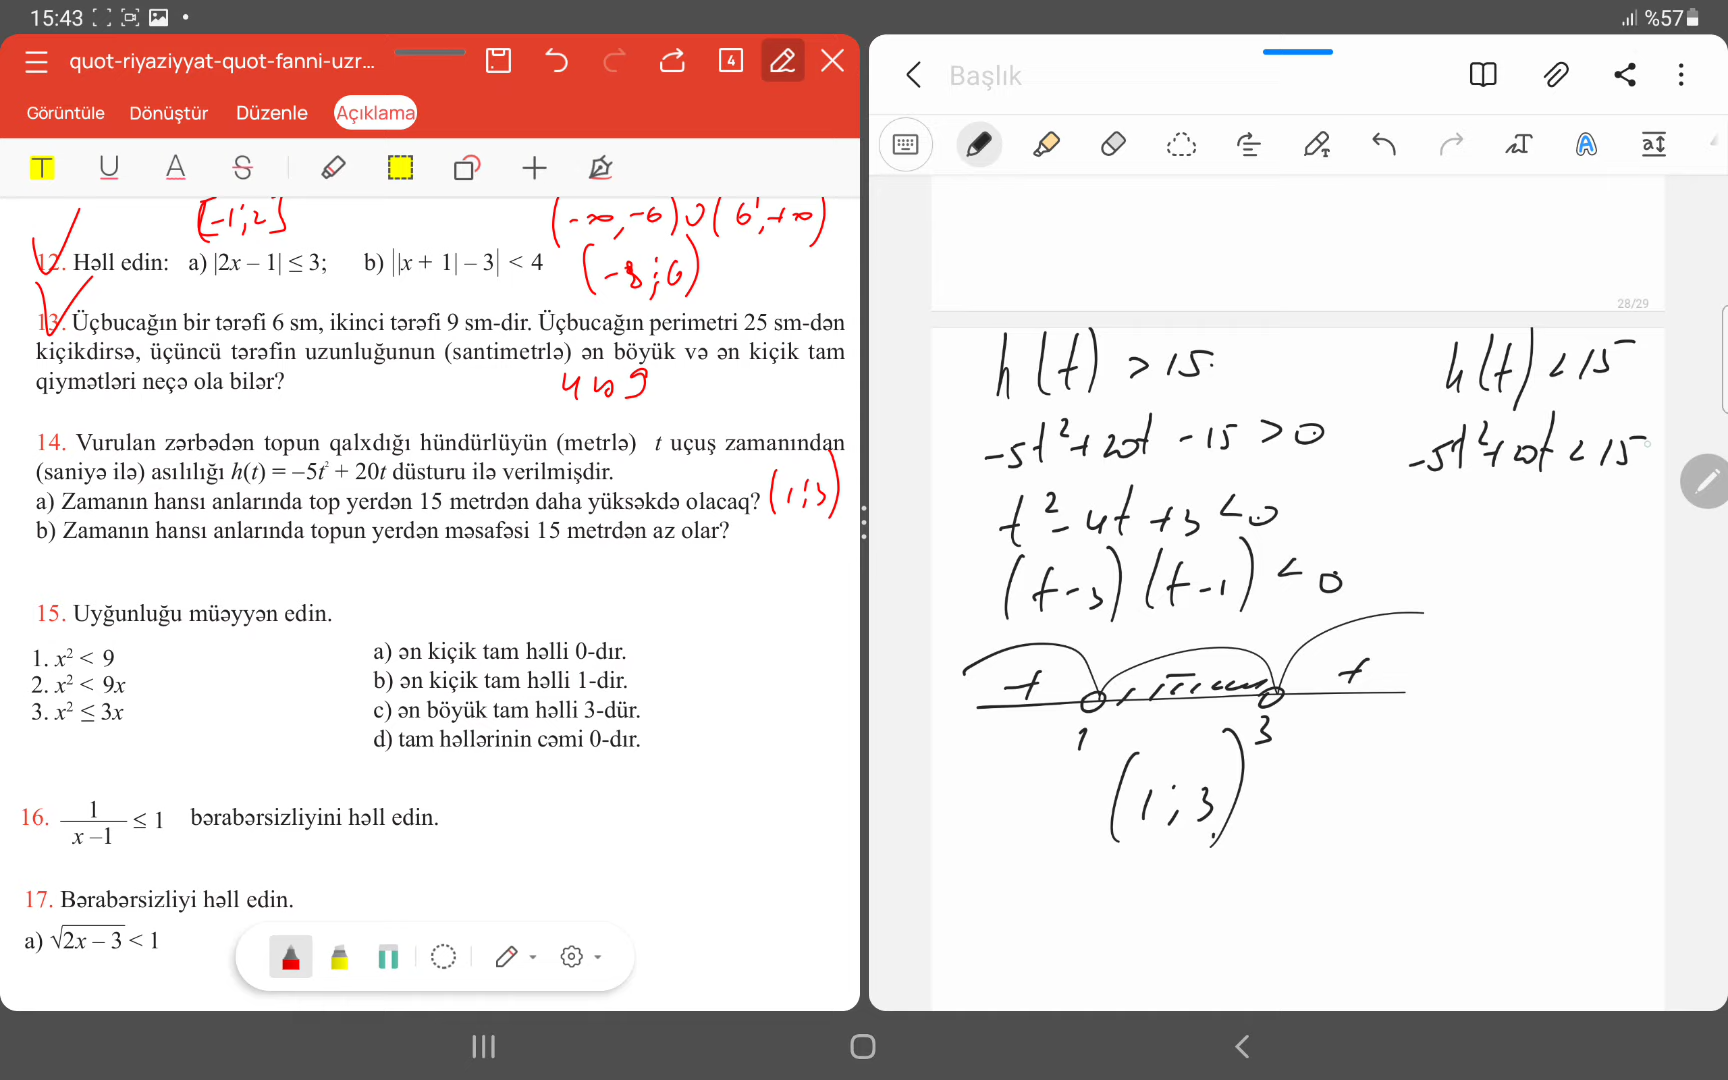 15:43
%57
quot-riyaziyyat-quot-fanni-uzr...
4
Görüntüle Dönüştür Düzenle Açıklama
T U A S
[-1;2] (-∞,-6)∪(6,+∞)
12. Həll edin: a) |2x – 1| ≤ 3; b) ||x + 1| – 3| < 4 (-8;6)
13. Üçbucağın bir tərəfi 6 sm, ikinci tərəfi 9 sm-dir. Üçbucağın perimetri 25 sm-dən
kiçikdirsə, üçüncü tərəfin uzunluğunun (santimetrlə) ən böyük və ən kiçik tam
qiymətləri neçə ola bilər?
4 və 9
14. Vurulan zərbədən topun qalxdığı hündürlüyün (metrlə) t uçuş zamanından
(saniyə ilə) asılılığı h(t) = –5t² + 20t düsturu ilə verilmişdir.
a) Zamanın hansı anlarında top yerdən 15 metrdən daha yüksəkdə olacaq? (1;3)
b) Zamanın hansı anlarında topun yerdən məsafəsi 15 metrdən az olar?
15. Uyğunluğu müəyyən edin.
1. x² < 9
2. x² < 9x
3. x² ≤ 3x
a) ən kiçik tam həlli 0-dır.
b) ən kiçik tam həlli 1-dir.
c) ən böyük tam həlli 3-dür.
d) tam həllərinin cəmi 0-dır.
16. 1/(x –1) ≤ 1 bərabərsizliyini həll edin.
17. Bərabərsizliyi həll edin.
a) √(2x – 3) < 1
Başlık
28/29
h(t) > 15
-5t²+20t -15 > 0
t²-4t+3 < 0
(t-3)(t-1) < 0
+ +
1 3
(1;3)
h(t) < 15
-5t²+20t < 15